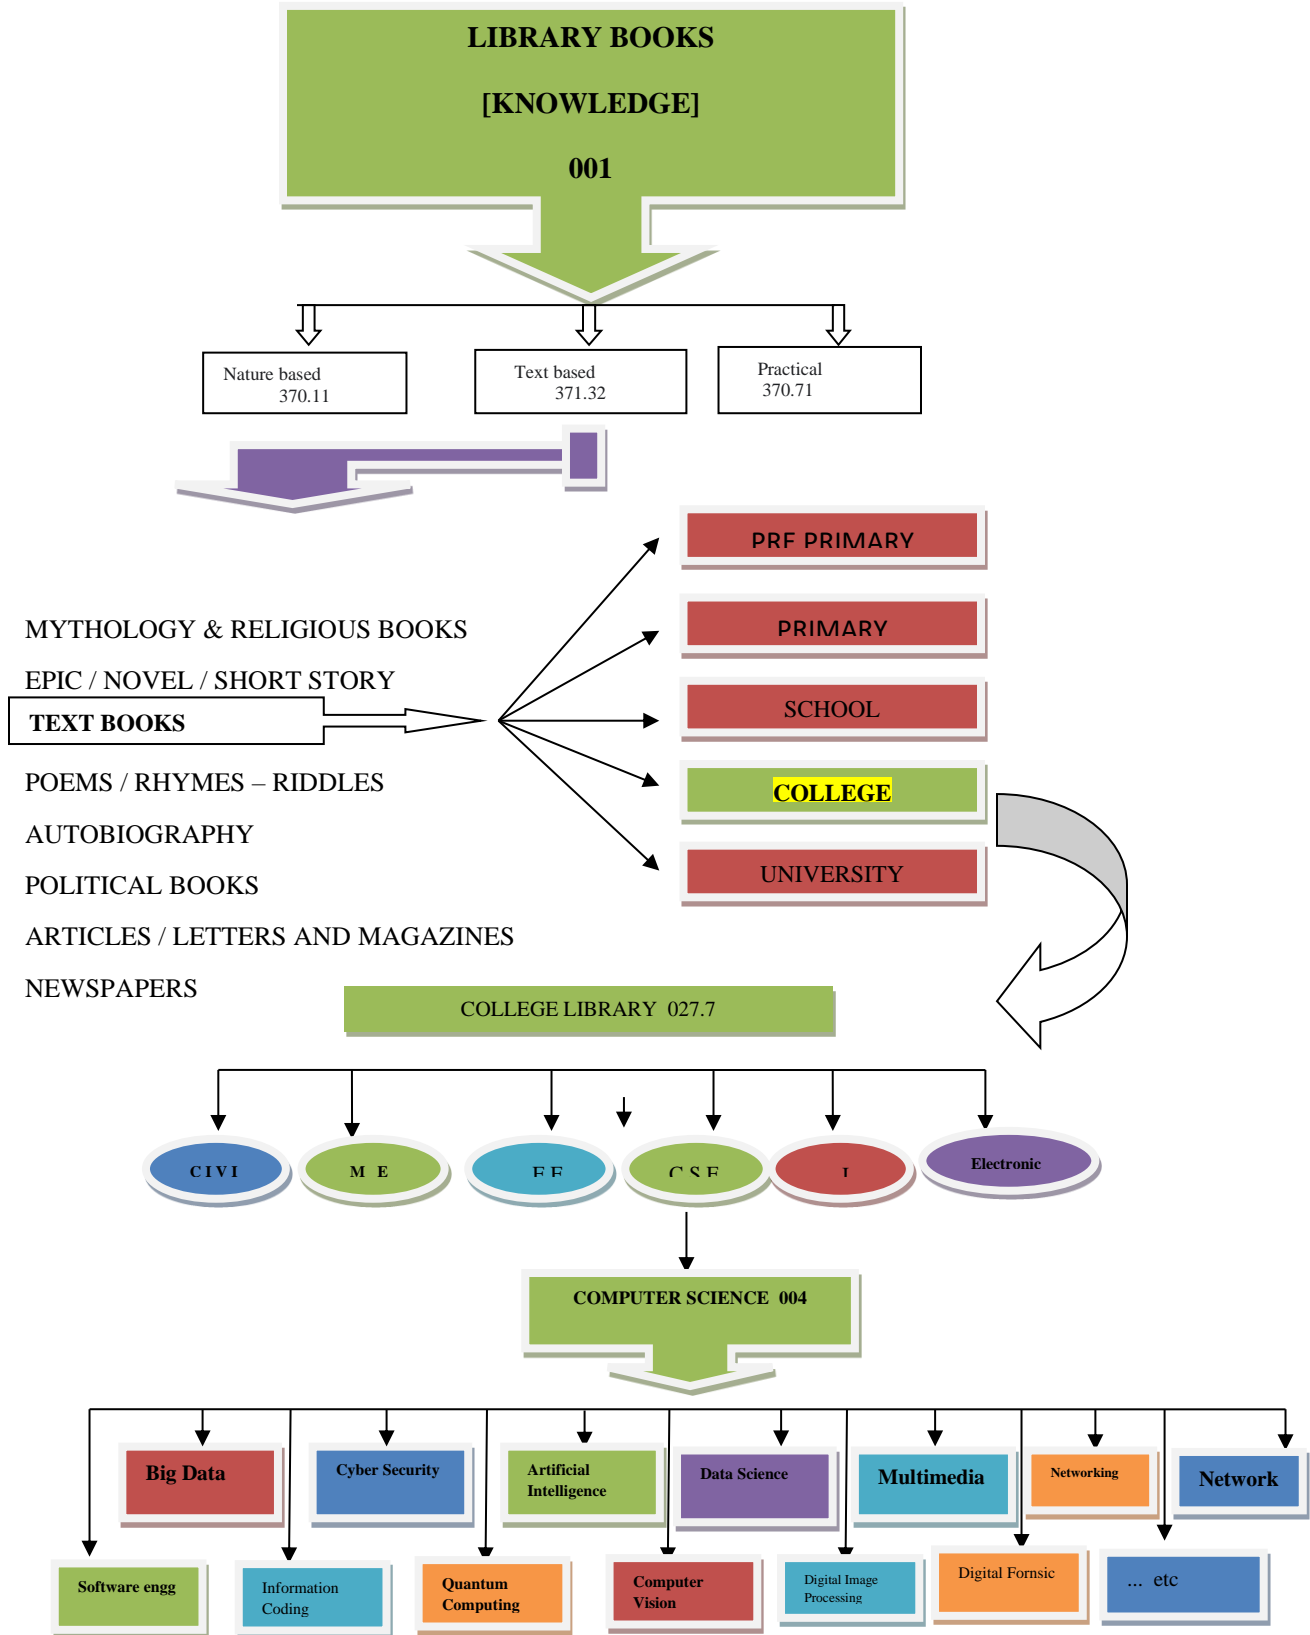 LIBRARY BOOKS
[KNOWLEDGE]
001
Nature based
370.11
Text based
371.32
Practical
370.71
PRE PRIMARY
PRIMARY
SCHOOL
COLLEGE
UNIVERSITY
MYTHOLOGY & RELIGIOUS BOOKS
EPIC / NOVEL / SHORT STORY
TEXT BOOKS
POEMS / RHYMES – RIDDLES
AUTOBIOGRAPHY
POLITICAL BOOKS
ARTICLES / LETTERS AND MAGAZINES
NEWSPAPERS
COLLEGE LIBRARY 027.7
C I V I
M E
E E
C S E
I
Electronic
COMPUTER SCIENCE 004
Big Data
Cyber Security
Artificial
Intelligence
Data Science
Multimedia
Networking
Network
Software engg
Information
Coding
Quantum
Computing
Computer
Vision
Digital Image
Processing
Digital Fornsic
... etc